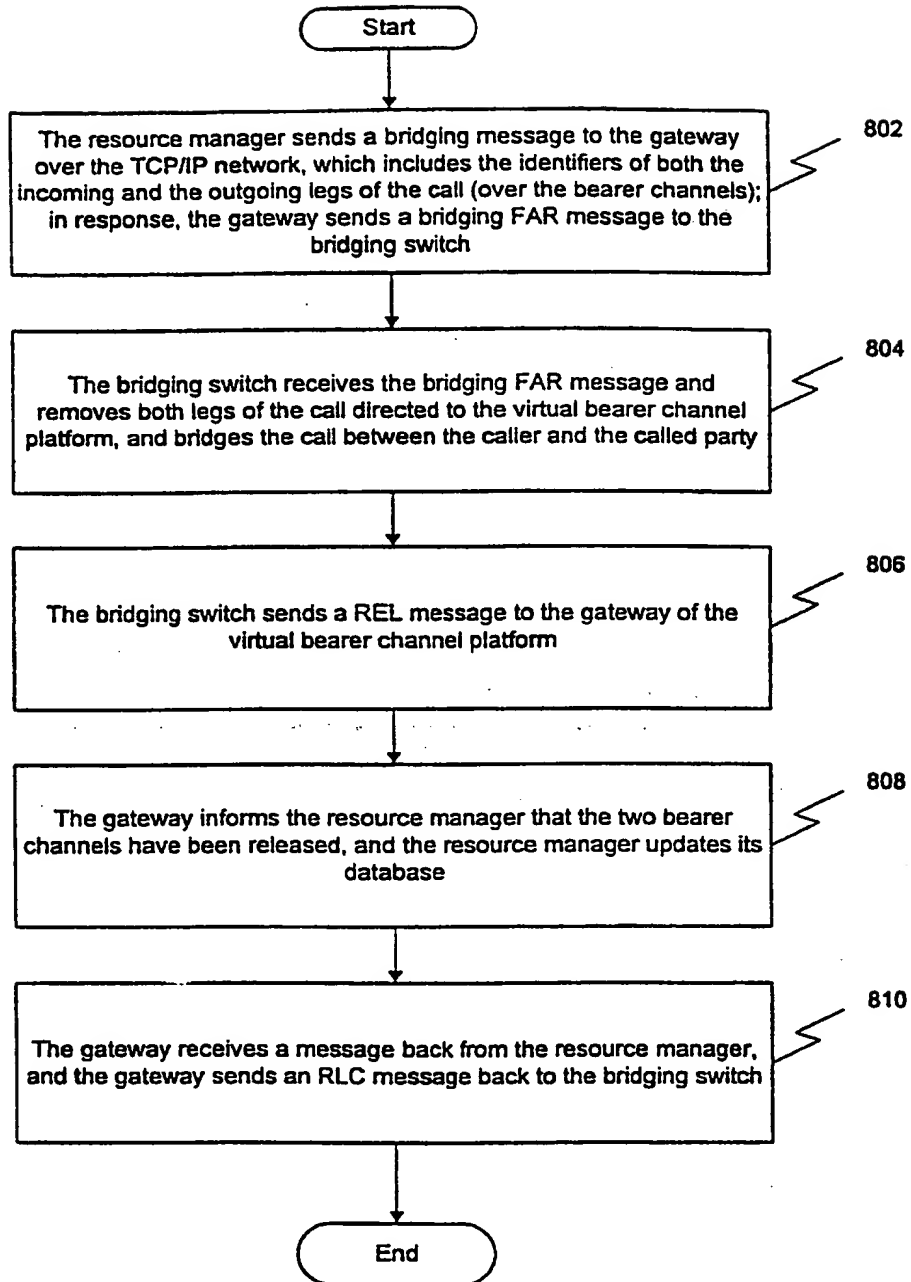 Start
The resource manager sends a bridging message to the gateway
over the TCP/IP network, which includes the identifiers of both the
incoming and the outgoing legs of the call (over the bearer channels);
in response, the gateway sends a bridging FAR message to the
bridging switch
802
The bridging switch receives the bridging FAR message and
removes both legs of the call directed to the virtual bearer channel
platform, and bridges the call between the caller and the called party
804
The bridging switch sends a REL message to the gateway of the
virtual bearer channel platform
806
The gateway informs the resource manager that the two bearer
channels have been released, and the resource manager updates its
database
808
The gateway receives a message back from the resource manager,
and the gateway sends an RLC message back to the bridging switch
810
End